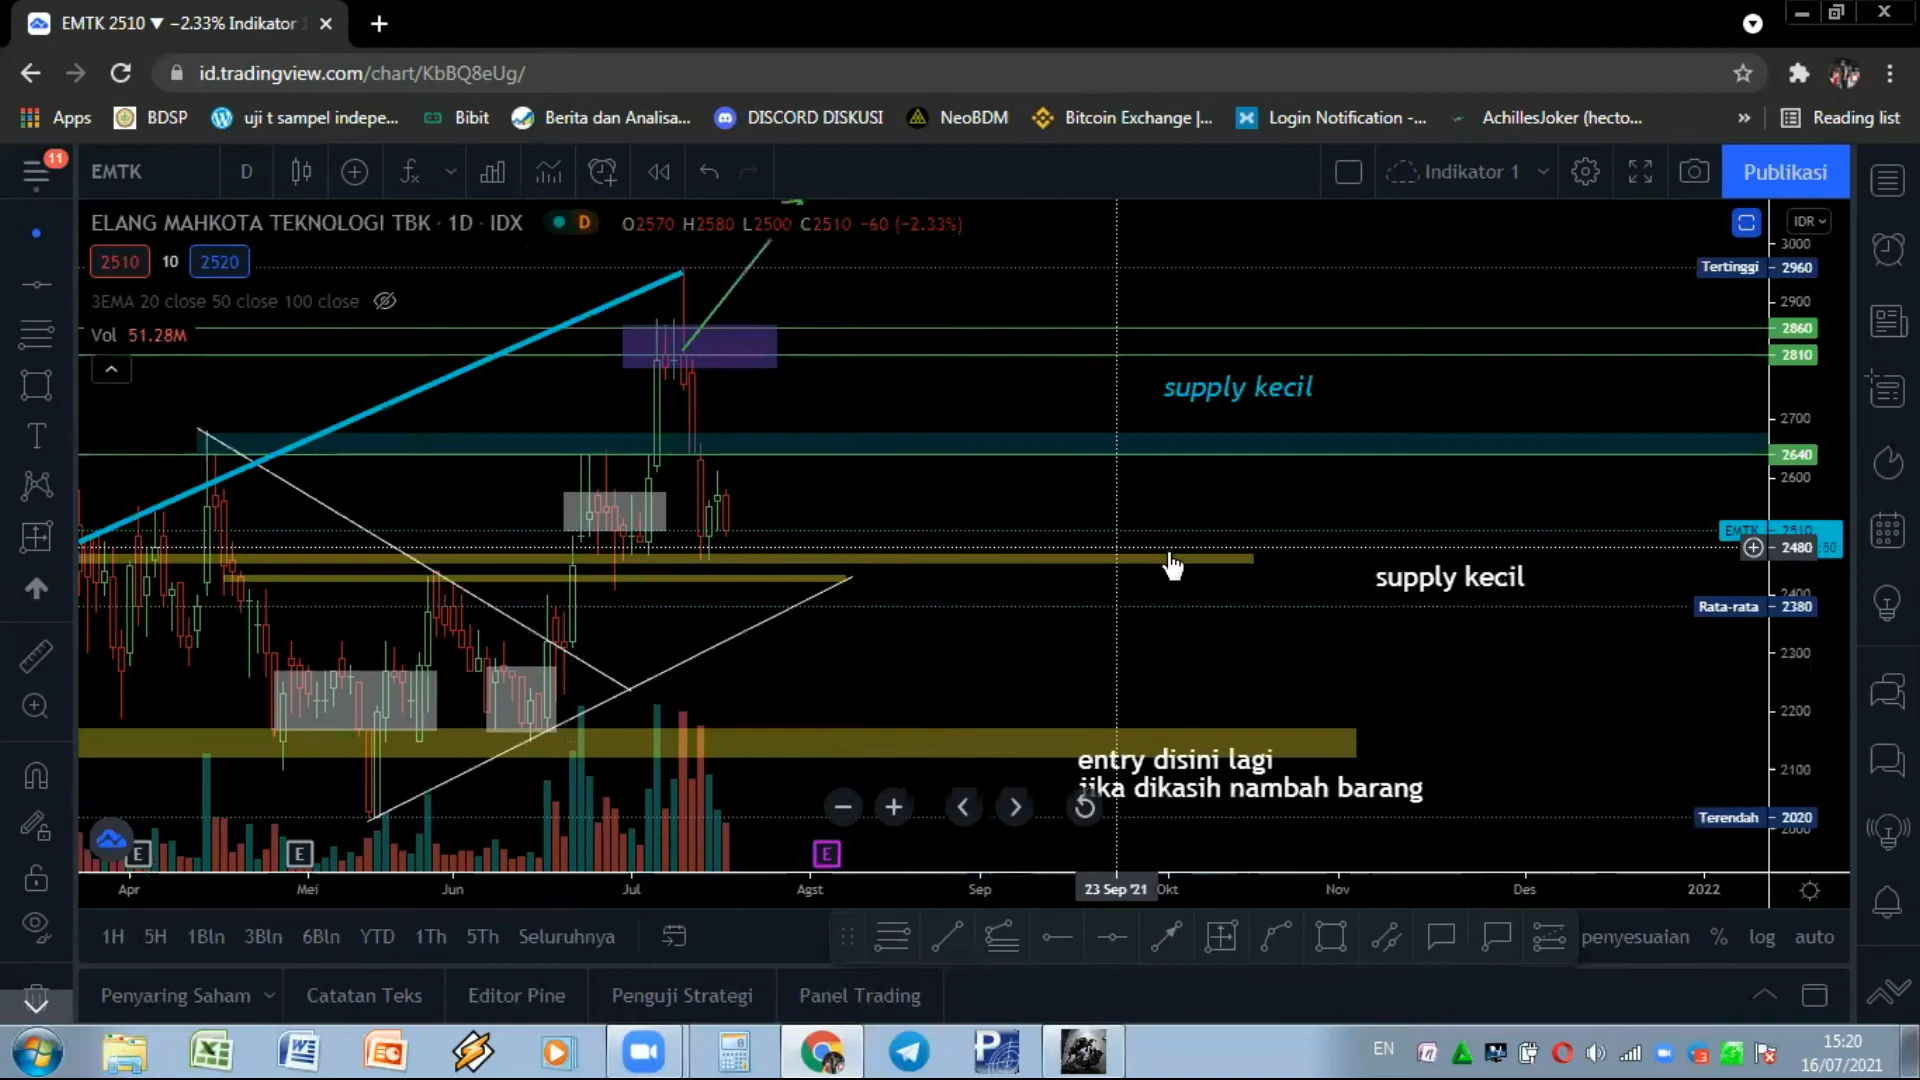 EMTK 2510 ▼ −2.33% Indikator
id.tradingview.com/chart/KbBQ8eUg/
Apps BDSP uji t sampel indepe... Bibit Berita dan Analisa... DISCORD DISKUSI NeoBDM Bitcoin Exchange |... Login Notification -... AchillesJoker (hecto... » Reading list
11
EMTK D Indikator 1 Publikasi
ELANG MAHKOTA TEKNOLOGI TBK · 1D · IDX D O2570 H2580 L2500 C2510 −60 (−2.33%)
IDR
3000
2510 10 2520
Tertinggi 2960
3EMA 20 close 50 close 100 close
2900
Vol 51.28M
2860
2810
supply kecil
2700
2640
2600
EMTK 2510
2480
supply kecil
2400
Rata-rata 2380
2300
2200
entry disini lagi
2100
jika dikasih nambah barang
Terendah 2020
2000
E E E
Apr Mei Jun Jul Agst Sep 23 Sep '21 Okt Nov Des 2022
1H 5H 1Bln 3Bln 6Bln YTD 1Th 5Th Seluruhnya penyesuaian % log auto
Penyaring Saham Catatan Teks Editor Pine Penguji Strategi Panel Trading
EN 15:20
16/07/2021